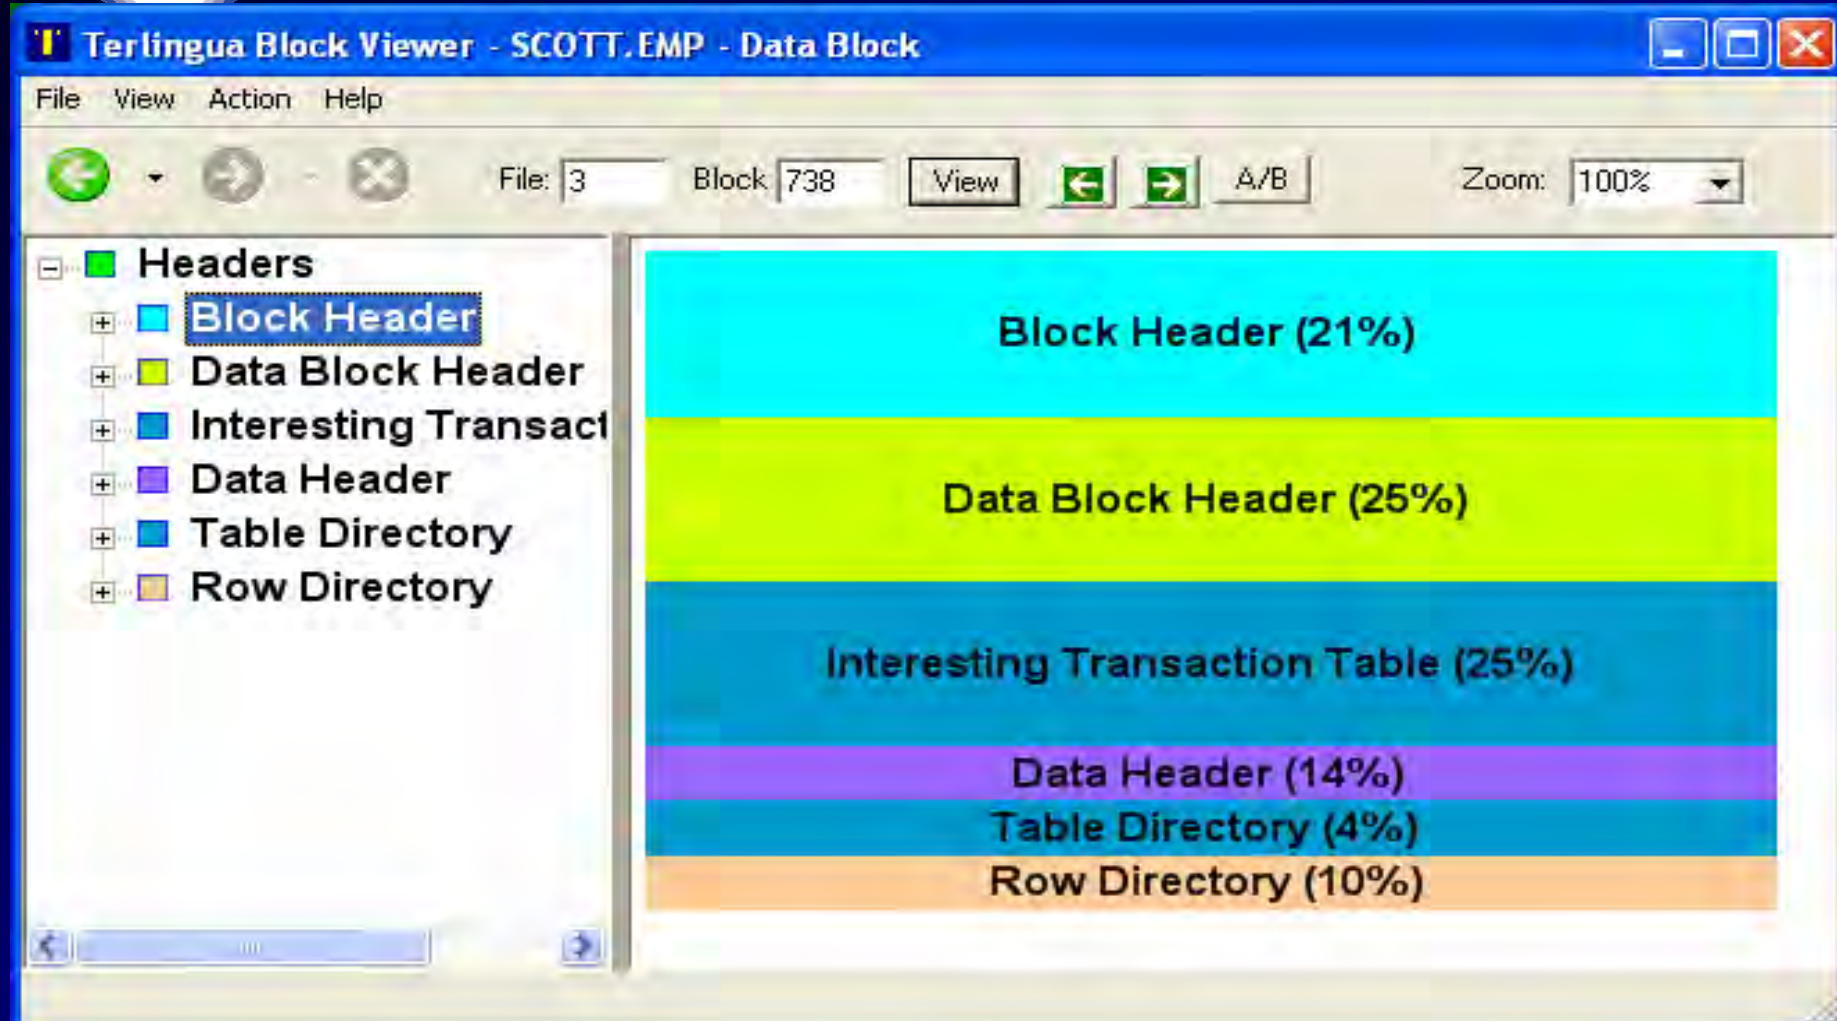 Terlingua Block Viewer - SCOTT.EMP - Data Block
File View Action Help
File: 3 Block 738 View A/B Zoom: 100%
Headers
Block Header
Data Block Header
Interesting Transact
Data Header
Table Directory
Row Directory
Block Header (21%)
Data Block Header (25%)
Interesting Transaction Table (25%)
Data Header (14%)
Table Directory (4%)
Row Directory (10%)